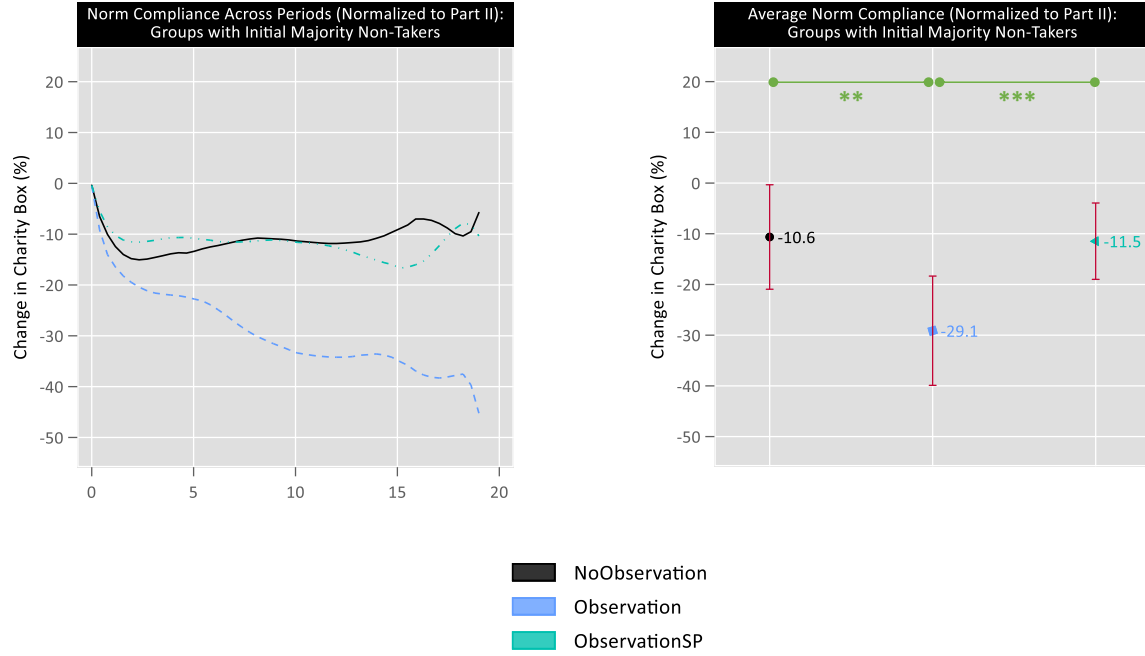 Norm Compliance Across Periods (Normalized to Part II):
Groups with Initial Majority Non-Takers
Change in Charity Box (%)
20
10
0
-10
-20
-30
-40
-50
0
5
10
15
20
Average Norm Compliance (Normalized to Part II):
Groups with Initial Majority Non-Takers
Change in Charity Box (%)
20
10
0
-10
-20
-30
-40
-50
**
***
-10.6
-29.1
-11.5
NoObservation
Observation
ObservationSP